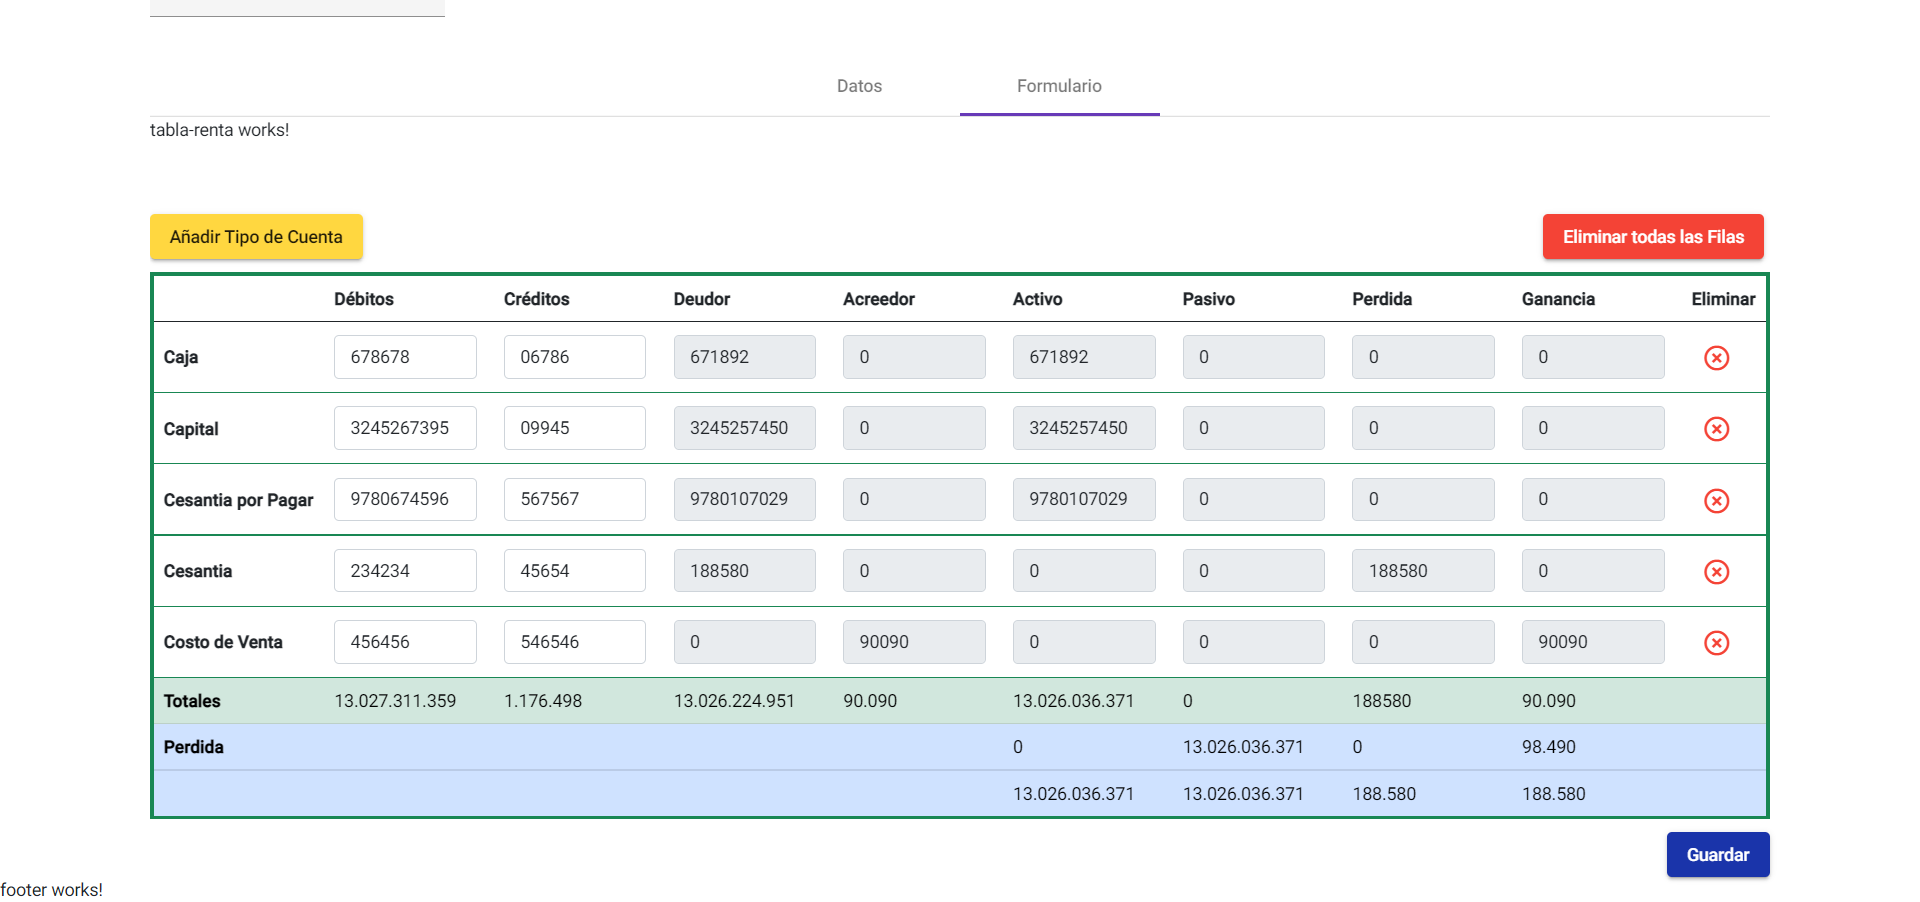 Datos Formulario
tabla-renta works!
Añadir Tipo de Cuenta Eliminar todas las Filas
Débitos Créditos Deudor Acreedor Activo Pasivo Perdida Ganancia Eliminar
Caja 678678 06786 671892 0 671892 0 0 0
Capital 3245267395 09945 3245257450 0 3245257450 0 0 0
Cesantia por Pagar 9780674596 567567 9780107029 0 9780107029 0 0 0
Cesantia 234234 45654 188580 0 0 0 188580 0
Costo de Venta 456456 546546 0 90090 0 0 0 90090
Totales 13.027.311.359 1.176.498 13.026.224.951 90.090 13.026.036.371 0 188580 90.090
Perdida 0 13.026.036.371 0 98.490
13.026.036.371 13.026.036.371 188.580 188.580
Guardar
footer works!